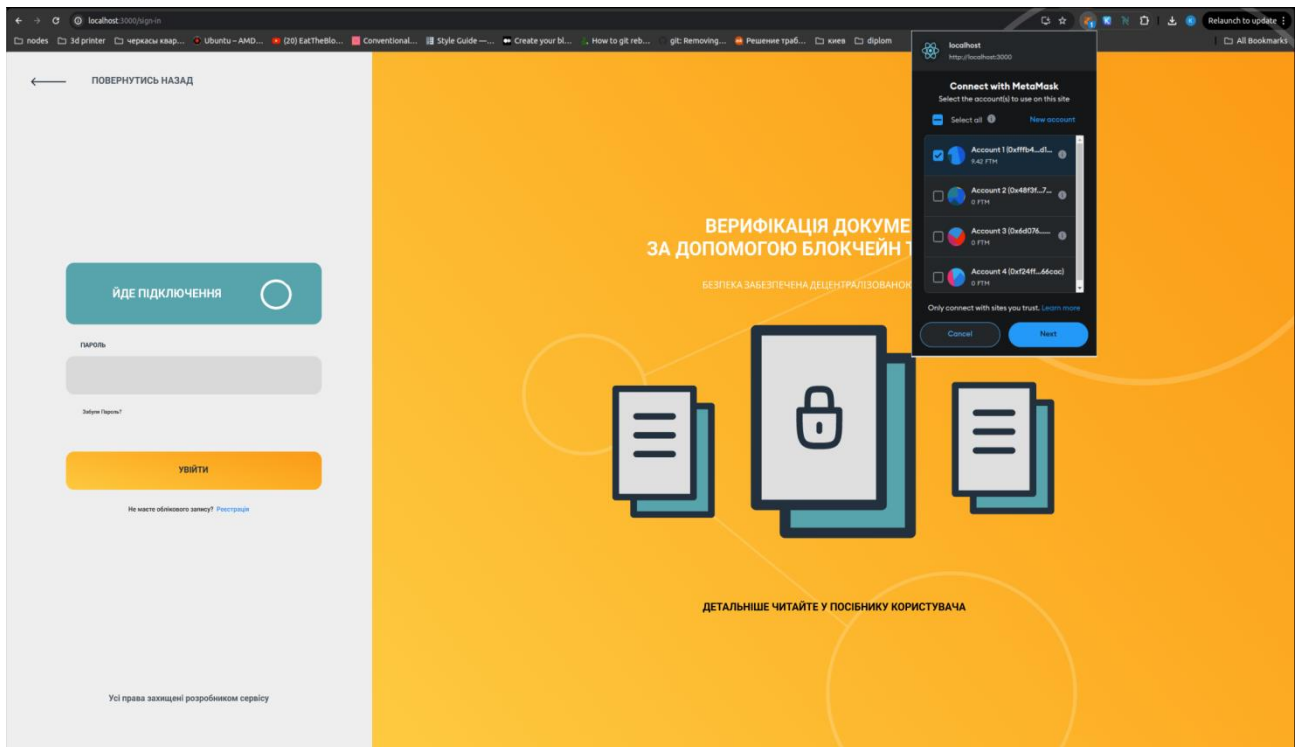 localhost:3000/sign-in
Relaunch to update
nodes 3d printer черкасы квар... Ubuntu – AMD... (20) EatTheBlo... Conventional... Style Guide —... Create your bl... How to git reb... git: Removing... Решение траб... киев diplom
All Bookmarks
ПОВЕРНУТИСЬ НАЗАД
ЙДЕ ПІДКЛЮЧЕННЯ
ПАРОЛЬ
Забули Пароль?
УВІЙТИ
Не маєте облікового запису? Реєстрація
Усі права захищені розробником сервісу
ВЕРИФІКАЦІЯ ДОКУМЕ
ЗА ДОПОМОГОЮ БЛОКЧЕЙН Т
БЕЗПЕКА ЗАБЕЗПЕЧЕНА ДЕЦЕНТРАЛІЗОВАНОЮ
ДЕТАЛЬНІШЕ ЧИТАЙТЕ У ПОСІБНИКУ КОРИСТУВАЧА
localhost
http://localhost:3000
Connect with MetaMask
Select the account(s) to use on this site
Select all New account
Account 1 (0xfffb4...d1...
9.42 FTM
Account 2 (0x48f3f...7...
0 FTM
Account 3 (0x6d076......
0 FTM
Account 4 (0xf24ff...66cac)
0 FTM
Only connect with sites you trust. Learn more
Cancel Next